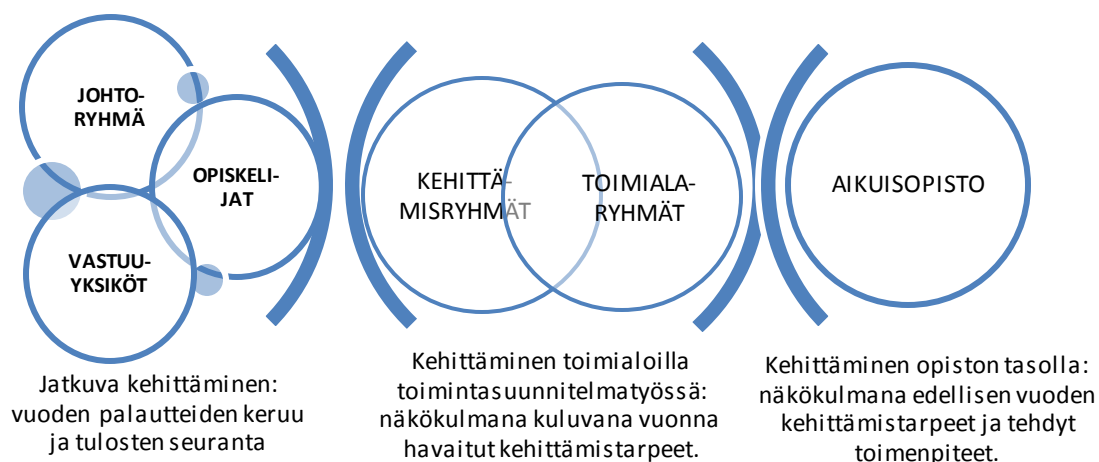 JOHTO-
RYHMÄ
OPISKELI-
JAT
VASTUU-
YKSIKÖT
Jatkuva kehittäminen:
vuoden palautteiden keruu
ja tulosten seuranta
KEHITTÄ-
MISRYHMÄT
TOIMIALA-
RYHMÄT
Kehittäminen toimialoilla
toimintasuunnitelmatyössä:
näkökulmana kuluvana vuonna
havaitut kehittämistarpeet.
AIKUISOPISTO
Kehittäminen opiston tasolla:
näkökulmana edellisen vuoden
kehittämistarpeet ja tehdyt
toimenpiteet.